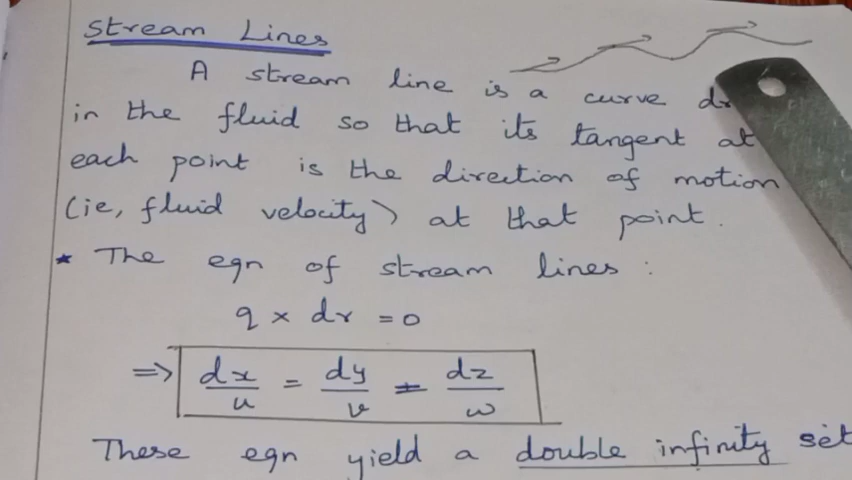 Stream Lines
A stream line is a curve
in the fluid so that its tangent at
each point is the direction of motion
(ie, fluid velocity) at that point.
* The eqn of stream lines :
q × dr = 0
⇒ dx/u = dy/v = dz/w
These eqn yield a double infinity set